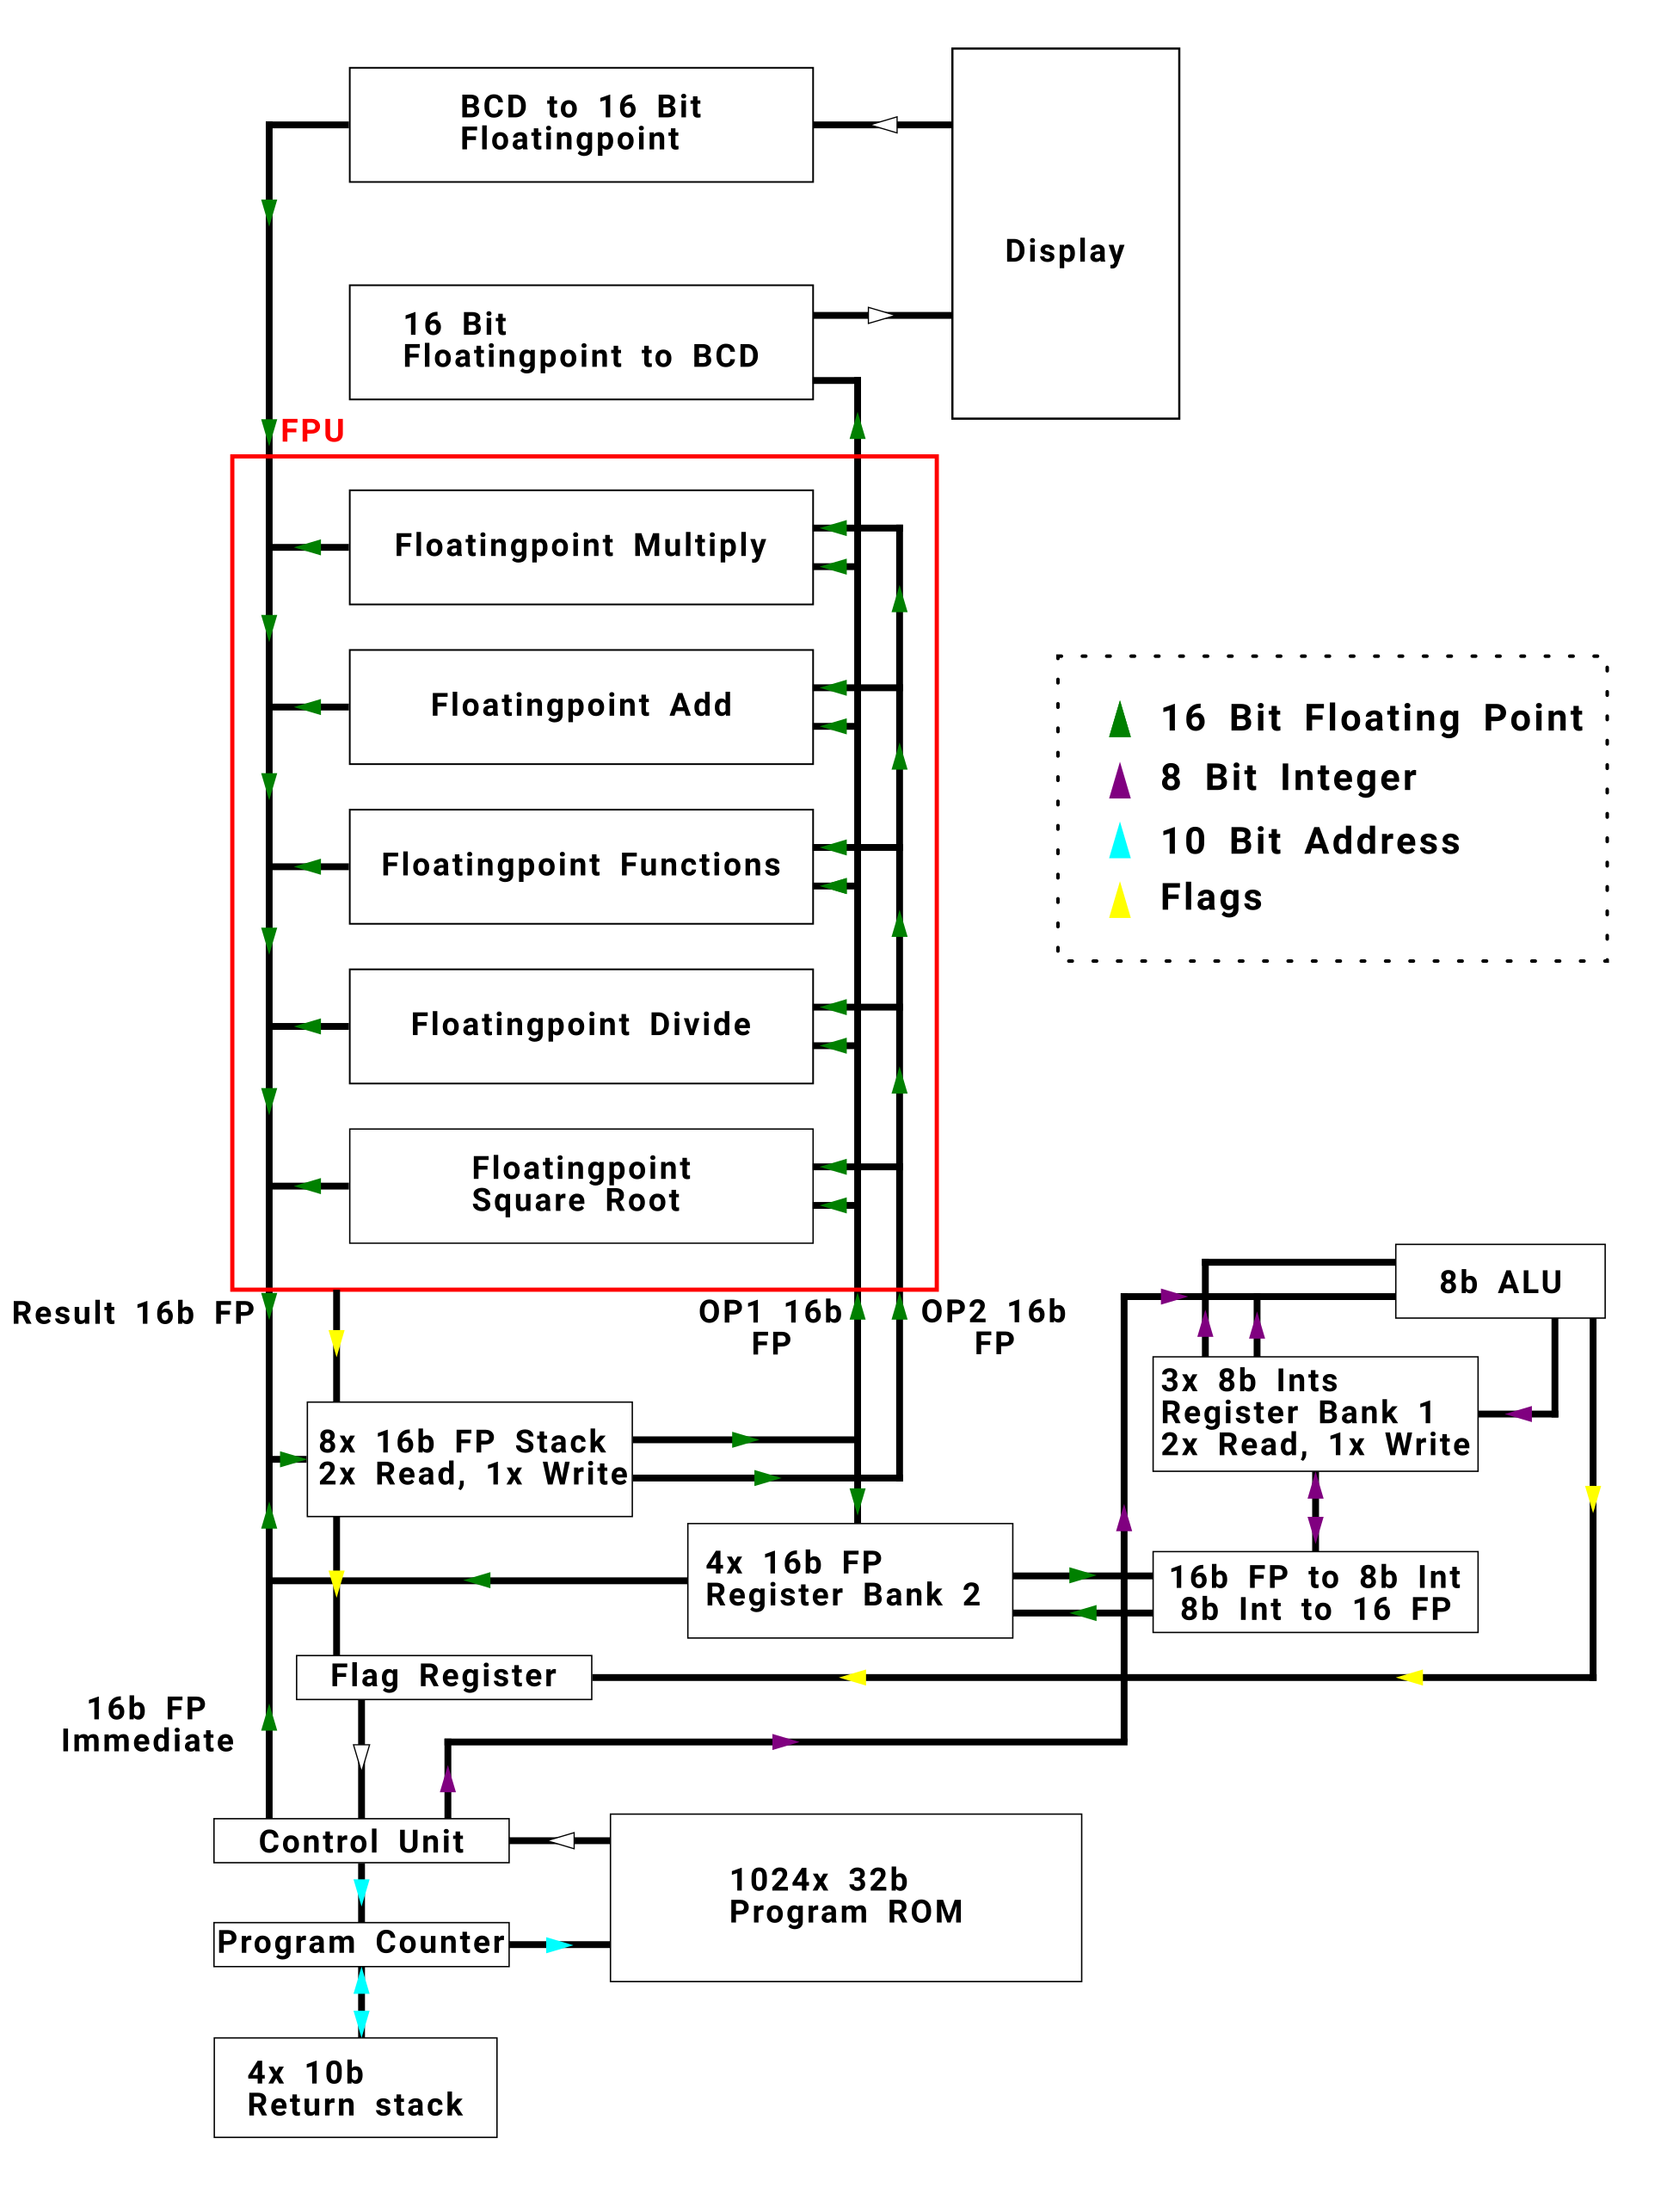 BCD to 16 Bit
Floatingpoint
Display
16 Bit
Floatingpoint to BCD
FPU
Floatingpoint Multiply
Floatingpoint Add
Floatingpoint Functions
Floatingpoint Divide
Floatingpoint
Square Root
16 Bit Floating Point
8 Bit Integer
10 Bit Address
Flags
Result 16b FP
OP1 16b
FP
OP2 16b
FP
8b ALU
3x 8b Ints
Register Bank 1
2x Read, 1x Write
8x 16b FP Stack
2x Read, 1x Write
4x 16b FP
Register Bank 2
16b FP to 8b Int
8b Int to 16 FP
Flag Register
16b FP
Immediate
Control Unit
1024x 32b
Program ROM
Program Counter
4x 10b
Return stack